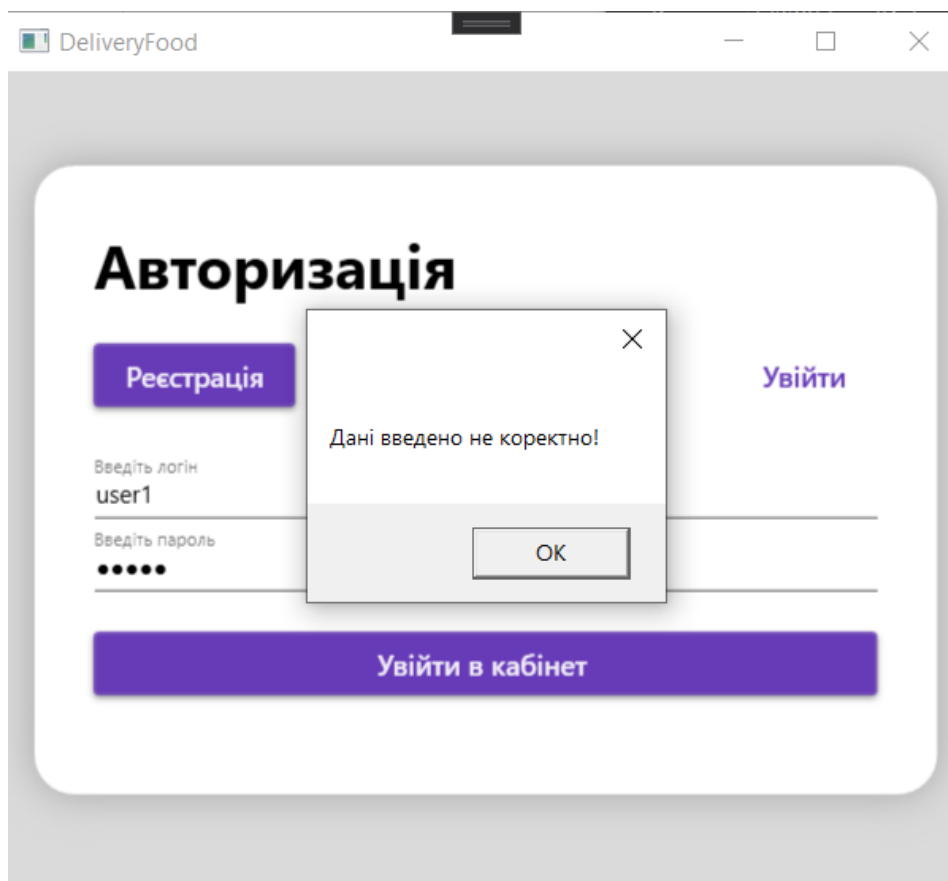 DeliveryFood
Авторизація
Реєстрація
Увійти
Дані введено не коректно!
Введіть логін
user1
Введіть пароль
●●●●●
OK
Увійти в кабінет